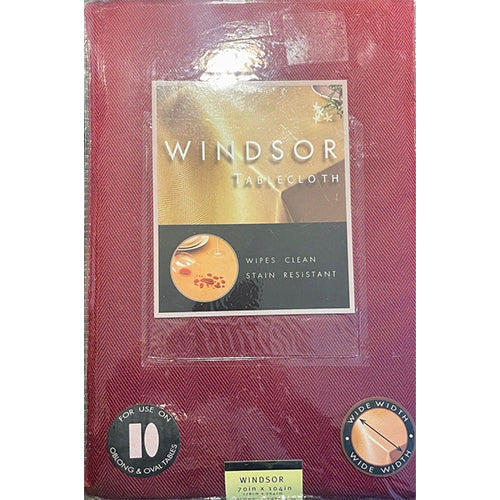 WINDSOR
TABLECLOTH
WIPES CLEAN
STAIN RESISTANT
FOR USE ON
OBLONG & OVAL TABLES
WIDE WIDTH
WIDE WIDTH
WINDSOR
70in x 104in